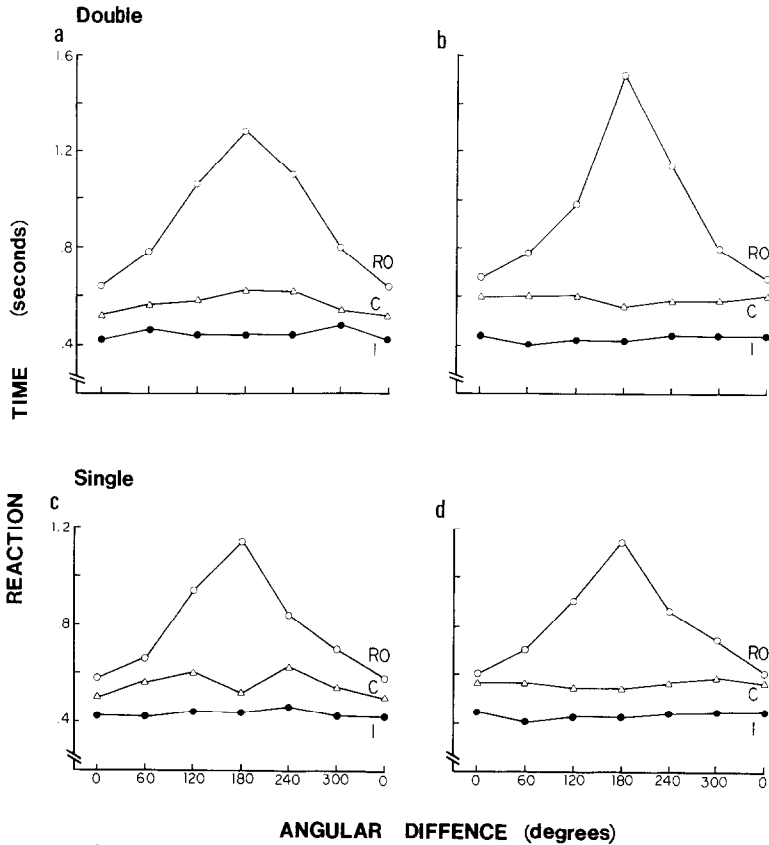 Double
a
b
1.6
1.2
.8
.4
RO
C
I
RO
C
I
TIME (seconds)
Single
c
d
1.2
.8
.4
RO
C
I
RO
C
I
REACTION
0 60 120 180 240 300 0
0 60 120 180 240 300 0
ANGULAR DIFFENCE (degrees)